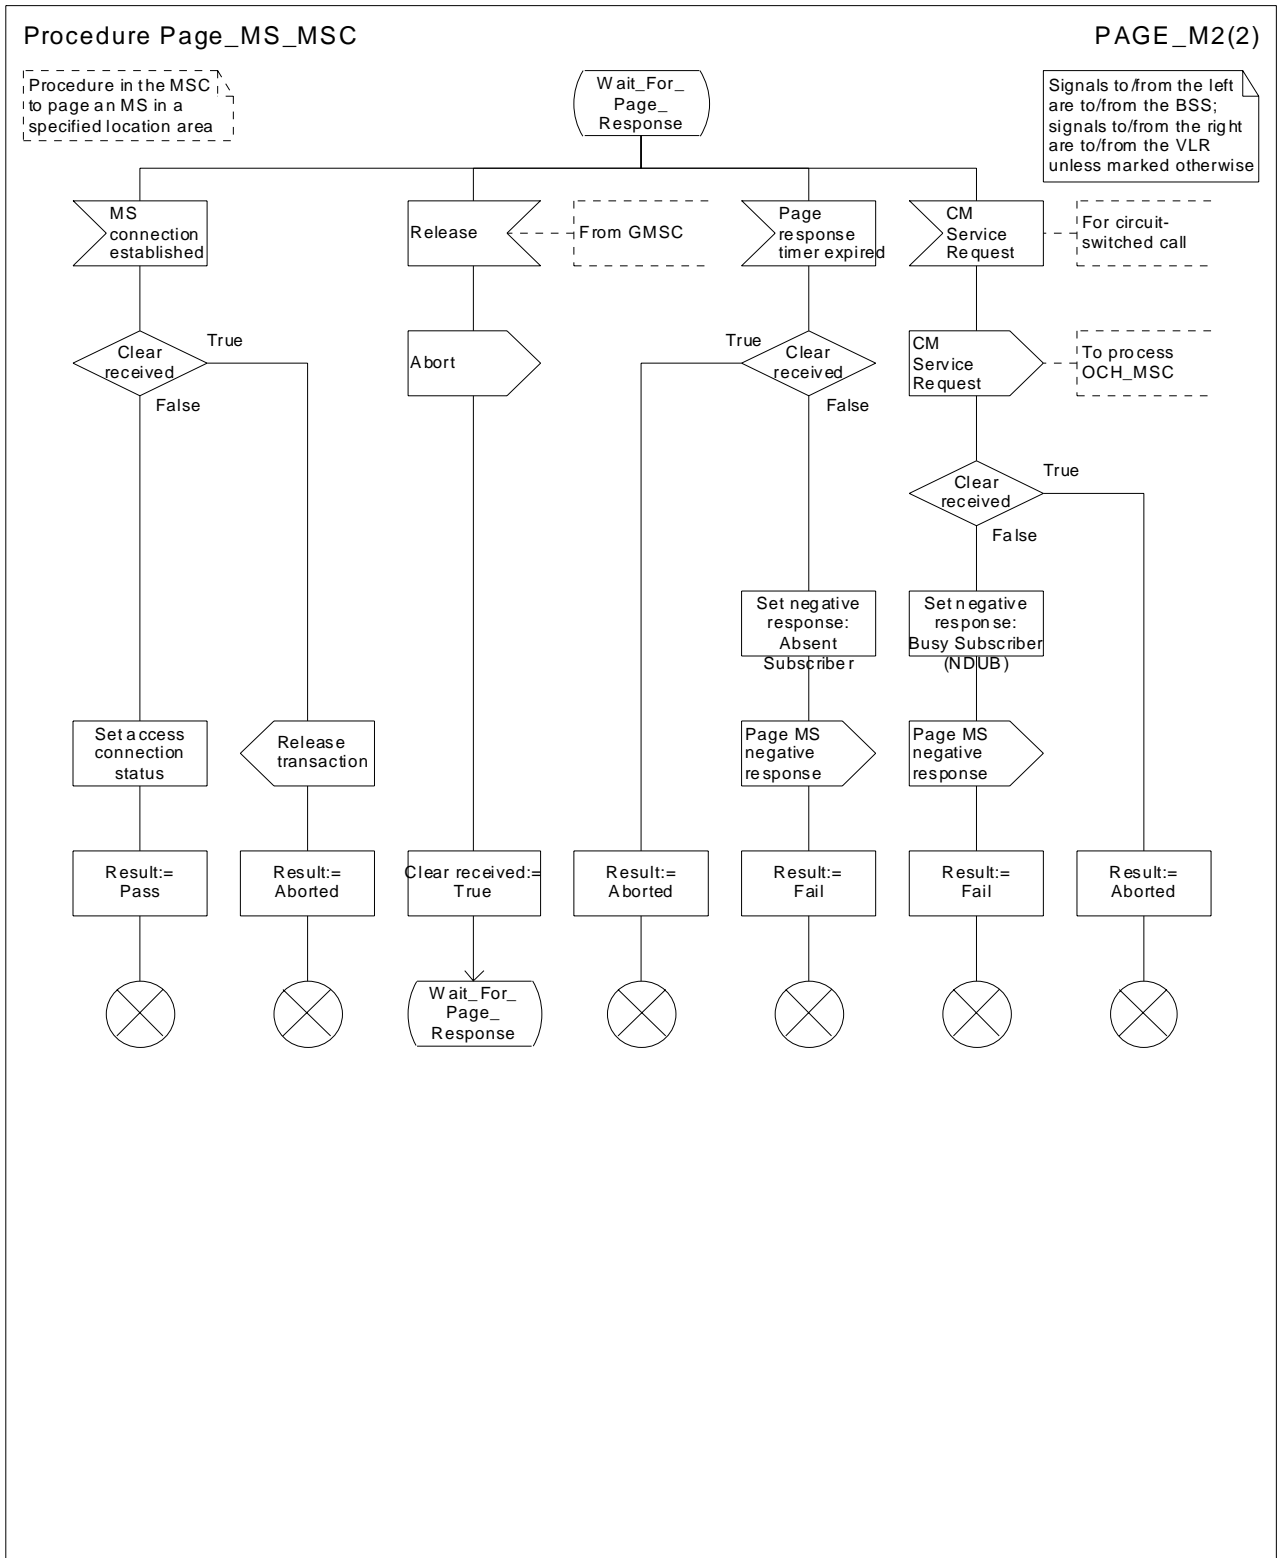 Procedure Page_MS_MSC
PAGE_M2(2)
Procedure in the MSC
to page an MS in a
specified location area
Wait_For_
Page_
Response
Signals to/from the left
are to/from the BSS;
signals to/from the right
are to/from the VLR
unless marked otherwise
MS
connection
established
Release
From GMSC
Page
response
timer expired
CM
Service
Request
For circuit-
switched call
Clear
received
True
False
Abort
True
Clear
received
False
CM
Service
Request
To process
OCH_MSC
Clear
received
True
False
Set negative
response:
Absent
Subscriber
Set negative
response:
Busy Subscriber
(NDUB)
Set access
connection
status
Release
transaction
Page MS
negative
response
Page MS
negative
response
Result:=
Pass
Result:=
Aborted
Clear received:=
True
Result:=
Aborted
Result:=
Fail
Result:=
Fail
Result:=
Aborted
Wait_For_
Page_
Response